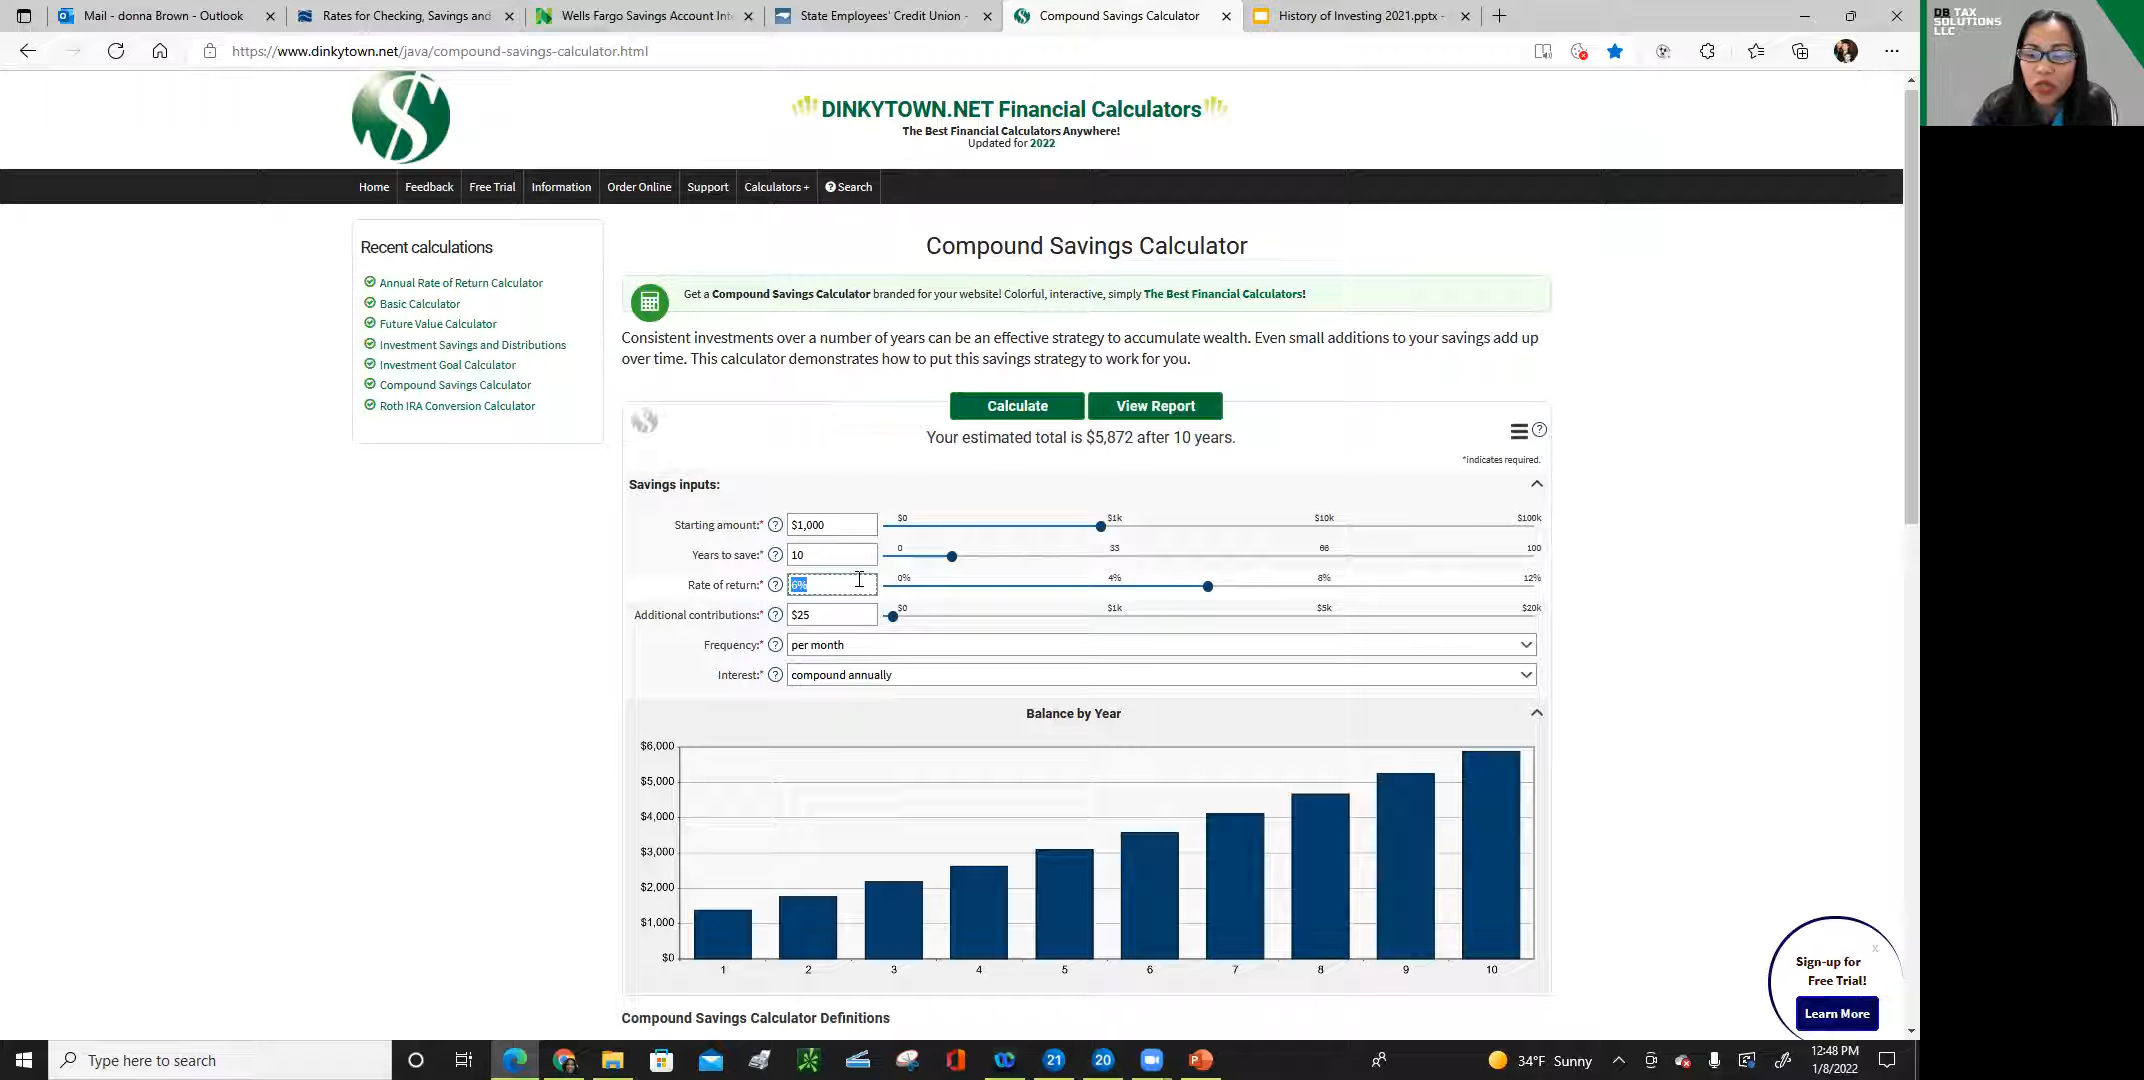 Mail - donna Brown - Outlook
Rates for Checking, Savings and
Wells Fargo Savings Account Int
State Employees' Credit Union -
Compound Savings Calculator
History of Investing 2021.pptx -
https://www.dinkytown.net/java/compound-savings-calculator.html
DB TAX
SOLUTIONS
LLC
DINKYTOWN.NET Financial Calculators
The Best Financial Calculators Anywhere!
Updated for 2022
Home
Feedback
Free Trial
Information
Order Online
Support
Calculators +
Search
Recent calculations
Annual Rate of Return Calculator
Basic Calculator
Future Value Calculator
Investment Savings and Distributions
Investment Goal Calculator
Compound Savings Calculator
Roth IRA Conversion Calculator
Compound Savings Calculator
Get a Compound Savings Calculator branded for your website! Colorful, interactive, simply The Best Financial Calculators!
Consistent investments over a number of years can be an effective strategy to accumulate wealth. Even small additions to your savings add up
over time. This calculator demonstrates how to put this savings strategy to work for you.
Calculate
View Report
Your estimated total is $5,872 after 10 years.
*indicates required.
Savings inputs:
Starting amount:* ? $1,000 $0 $1k $10k $100k
Years to save:* ? 10 0 33 66 100
Rate of return:* ? 6% 0% 4% 8% 12%
Additional contributions:* ? $25 $0 $1k $5k $20k
Frequency:* ? per month
Interest:* ? compound annually
Balance by Year
$6,000
$5,000
$4,000
$3,000
$2,000
$1,000
$0
1 2 3 4 5 6 7 8 9 10
Sign-up for
Free Trial!
x
Learn More
Compound Savings Calculator Definitions
Type here to search
21
20
34°F Sunny
12:48 PM
1/8/2022